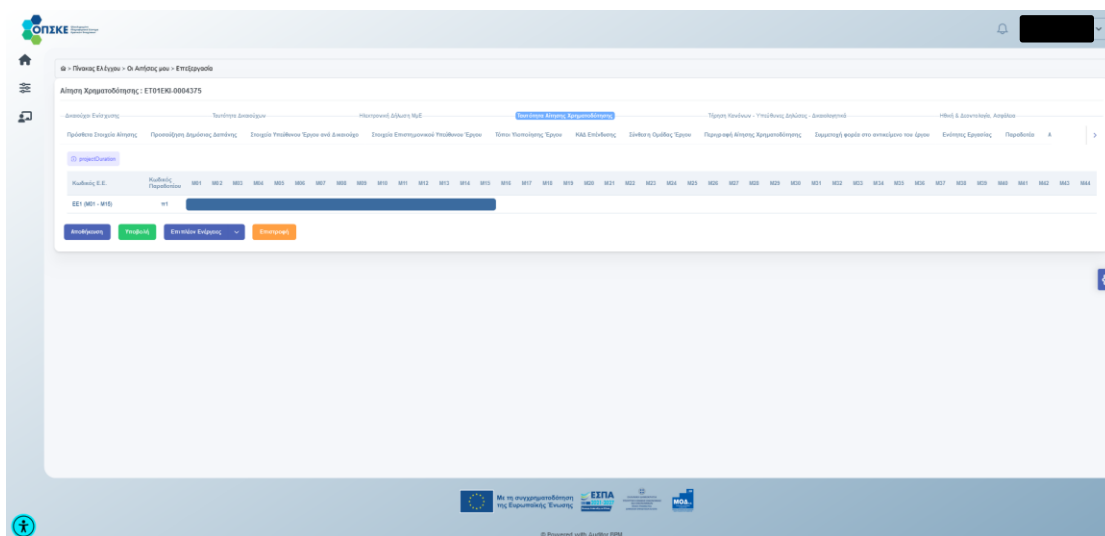 ΟΠΣΚΕ
> Πίνακας Ελέγχου > Οι Αιτήσεις μου > Επεξεργασία
Αίτηση Χρηματοδότησης : ΕΤ01ΕΚΙ-0004375
Δικαιούχοι Ενίσχυσης Ταυτότητα Δικαιούχων Ηλεκτρονική Δήλωση ΜμΕ Ταυτότητα Αίτησης Χρηματοδότησης Τήρηση Κανόνων - Υπεύθυνες Δηλώσεις - Δικαιολογητικά Ηθική & Δεοντολογία, Ασφάλεια
Πρόσθετα Στοιχεία Αίτησης Προϋπολογισμός Δημόσιας Δαπάνης Στοιχεία Υπεύθυνου Έργου ανά Δικαιούχο Στοιχεία Επιστημονικού Υπεύθυνου Έργου Τόποι Υλοποίησης Έργου ΚΑΔ Επένδυσης Σύνθεση Ομάδας Έργου Περιγραφή Αίτησης Χρηματοδότησης Συμμετοχή φορέα στο αντικείμενο του έργου Ενότητες Εργασίας Παραδοτέα
projectDuration
Κωδικός Ε.Ε. Κωδικός Παραδοτέου M01 M02 M03 M04 M05 M06 M07 M08 M09 M10 M11 M12 M13 M14 M15 M16 M17 M18 M19 M20 M21 M22 M23 M24 M25 M26 M27 M28 M29 M30 M31 M32 M33 M34 M35 M36 M37 M38 M39 M40 M41 M42 M43 M44
ΕΕ1 (M01 - M15)
Αποθήκευση Υποβολή Επιπλέον Ενέργειες Επιστροφή
Με τη συγχρηματοδότηση
της Ευρωπαϊκής Ένωσης
ΕΣΠΑ
ΜΟΔ
© Powered with Auditor BPM